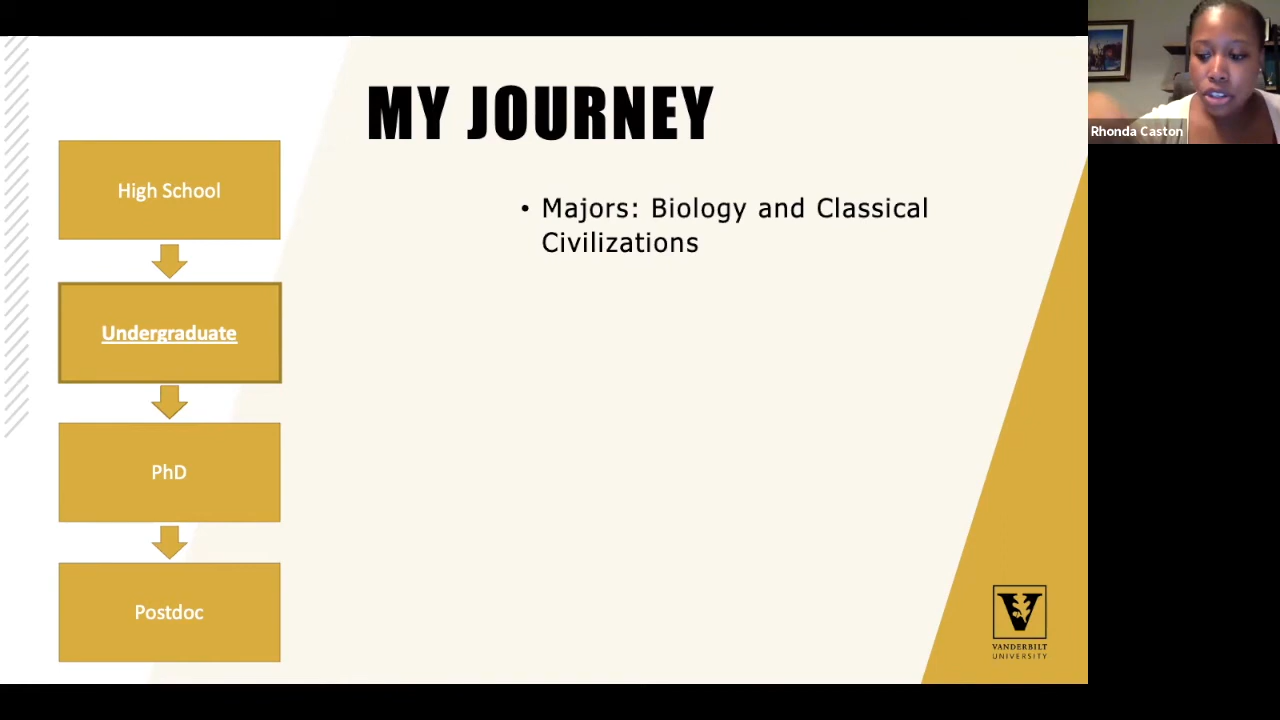 MY JOURNEY
High School
Undergraduate
PhD
Postdoc
• Majors: Biology and Classical
Civilizations
V
VANDERBILT
UNIVERSITY
Rhonda Caston